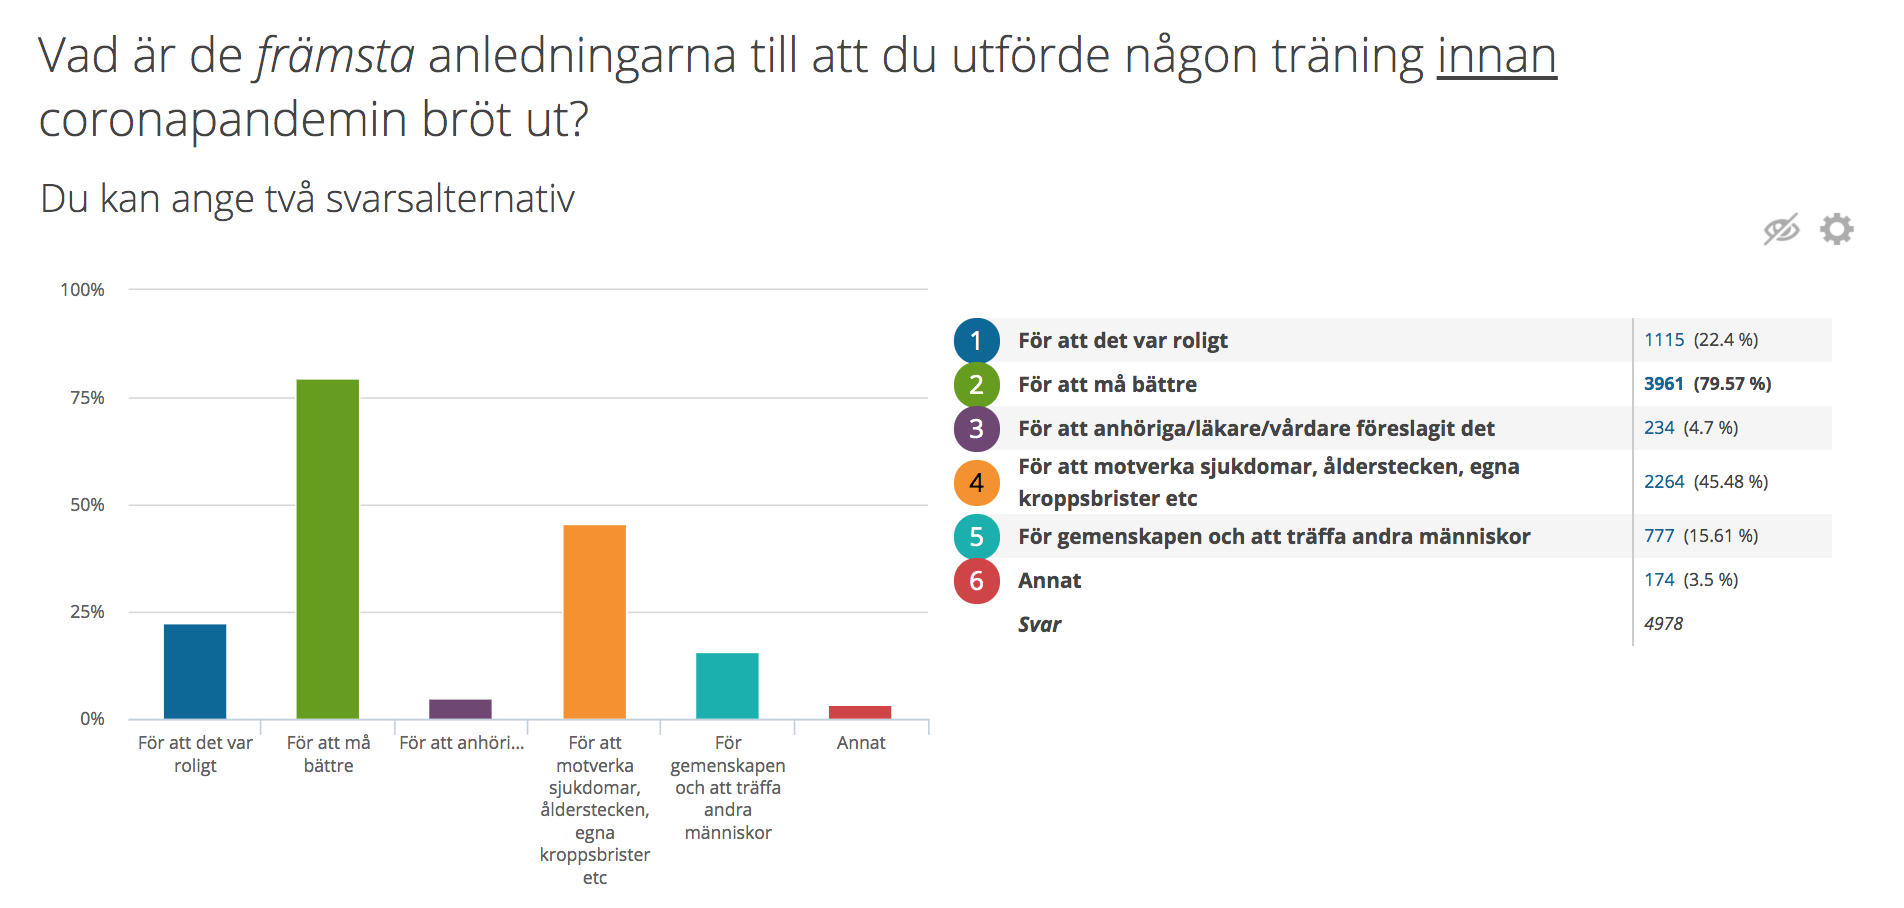 Vad är de främsta anledningarna till att du utförde någon träning innan
coronapandemin bröt ut?
Du kan ange två svarsalternativ
100%
75%
50%
25%
0%
För att det var
roligt
För att må
bättre
För att anhöri...
För att
motverka
sjukdomar,
ålderstecken,
egna
kroppsbrister
etc
För
gemenskapen
och att träffa
andra
människor
Annat
1 För att det var roligt 1115 (22.4 %)
2 För att må bättre 3961 (79.57 %)
3 För att anhöriga/läkare/vårdare föreslagit det 234 (4.7 %)
4 För att motverka sjukdomar, ålderstecken, egna
kroppsbrister etc 2264 (45.48 %)
5 För gemenskapen och att träffa andra människor 777 (15.61 %)
6 Annat 174 (3.5 %)
Svar 4978